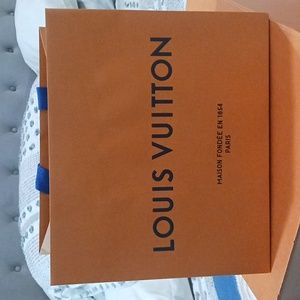 LOUIS VUITTON
MAISON FONDÉE EN 1854
PARIS